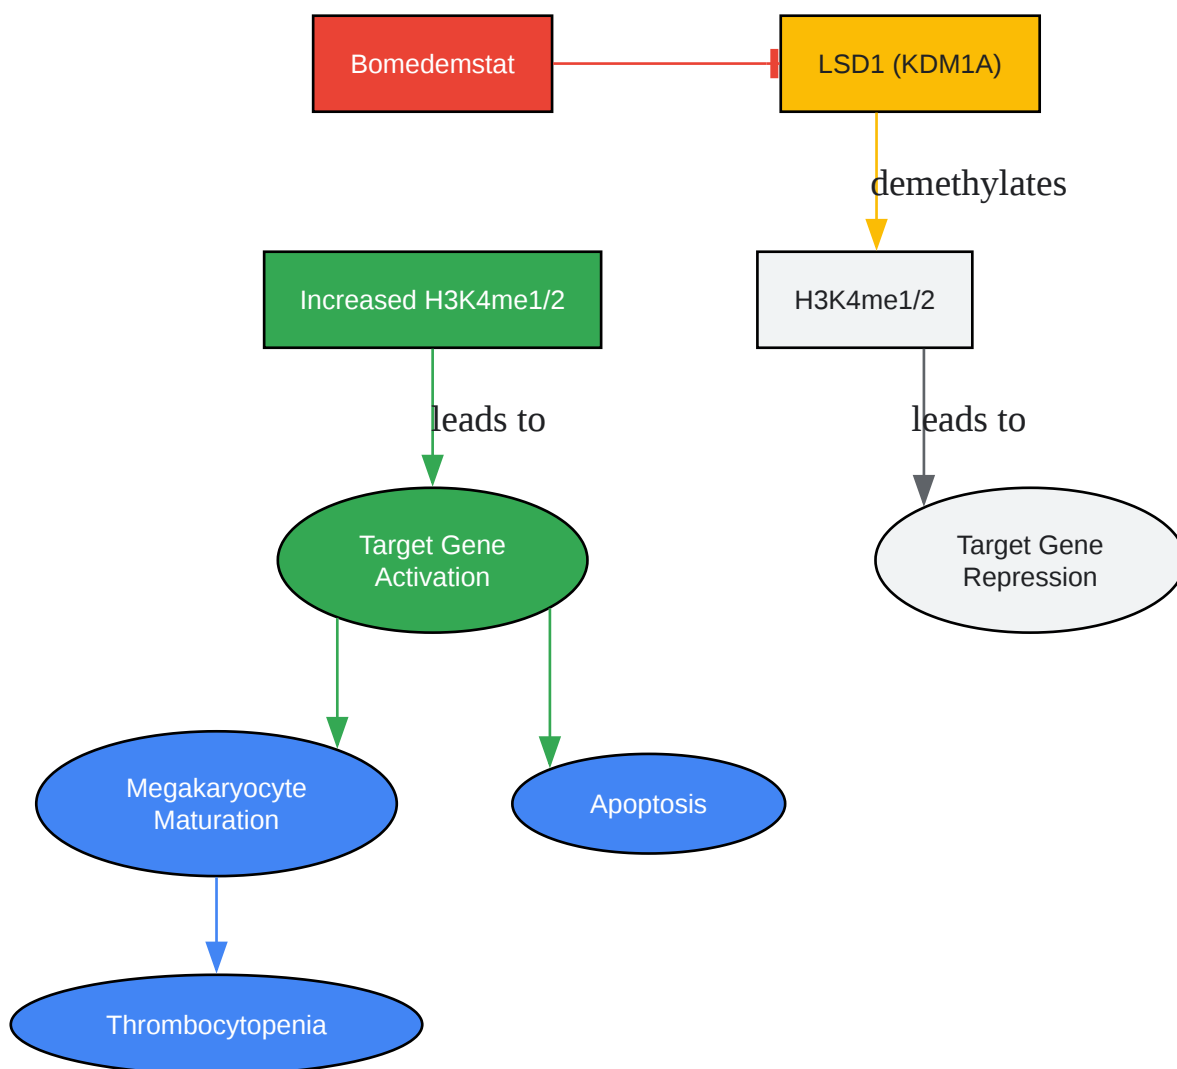 Bomedemstat
LSD1 (KDM1A)
demethylates
Increased H3K4me1/2
H3K4me1/2
leads to
leads to
Target Gene
Activation
Target Gene
Repression
Megakaryocyte
Maturation
Apoptosis
Thrombocytopenia